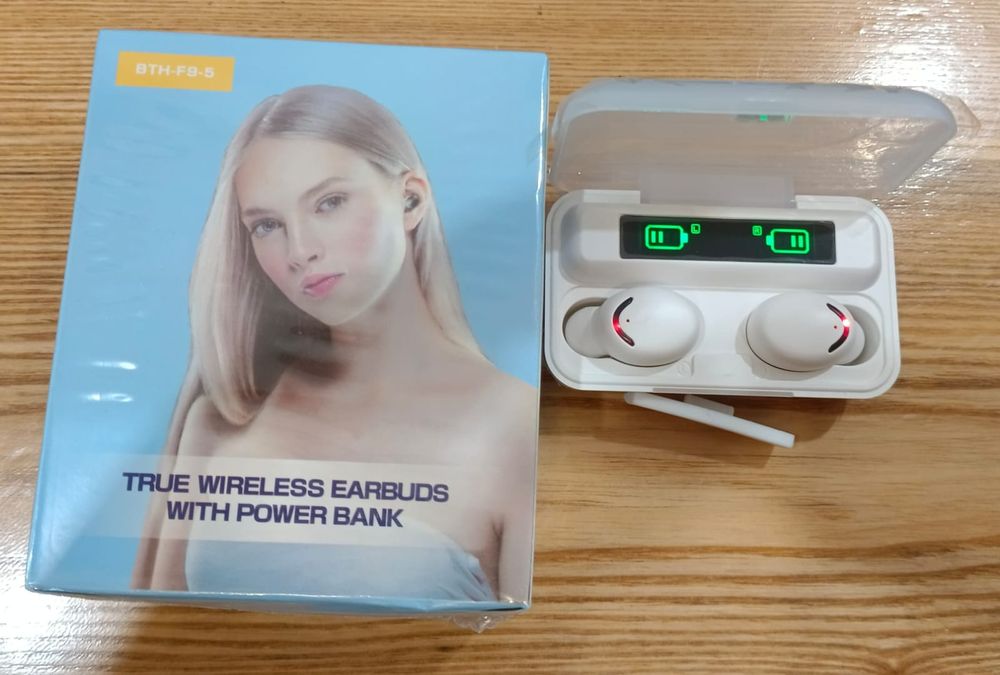 BTH-F9-5
TRUE WIRELESS EARBUDS
WITH POWER BANK
L
R